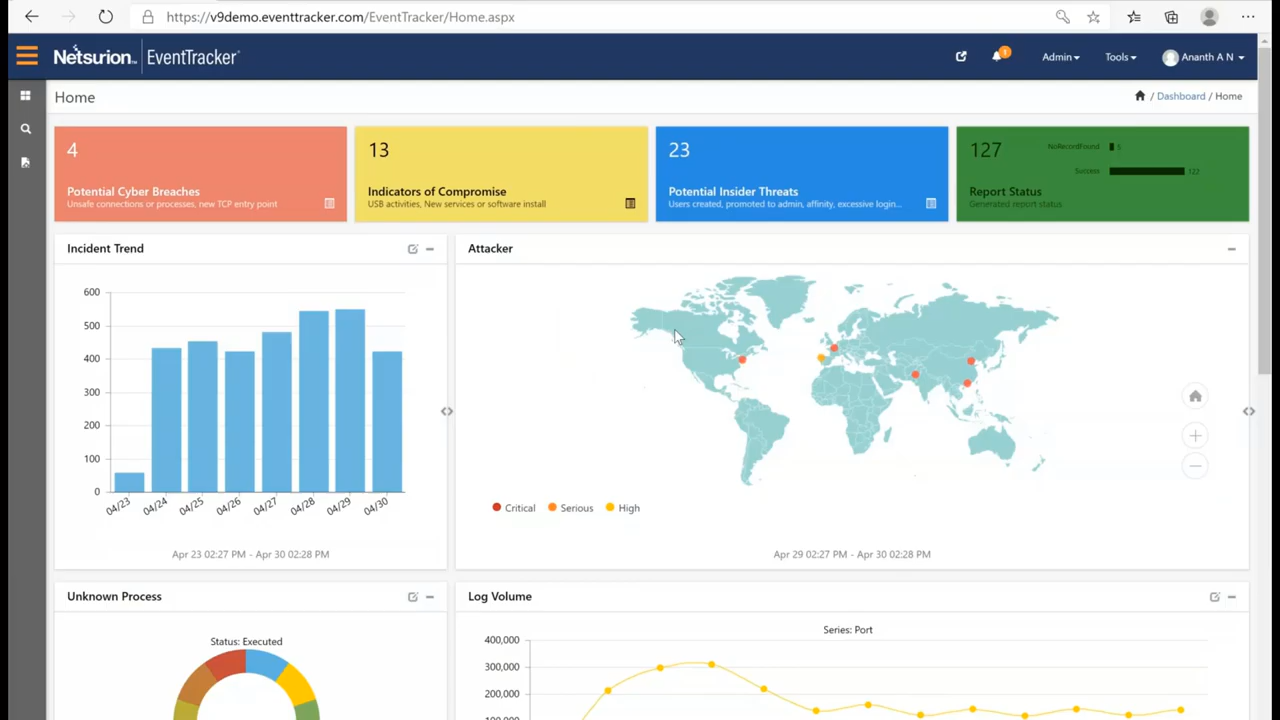 https://v9demo.eventtracker.com/EventTracker/Home.aspx
Netsurion™ EventTracker®
Admin
Tools
Ananth A N
Home
/ Dashboard / Home
4
Potential Cyber Breaches
Unsafe connections or processes, new TCP entry point
13
Indicators of Compromise
USB activities, New services or software install
23
Potential Insider Threats
Users created, promoted to admin, affinity, excessive login...
127
NoRecordFound
5
Success
122
Report Status
Generated report status
Incident Trend
600
500
400
300
200
100
0
04/23
04/24
04/25
04/26
04/27
04/28
04/29
04/30
Apr 23 02:27 PM - Apr 30 02:28 PM
Attacker
Critical
Serious
High
Apr 29 02:27 PM - Apr 30 02:28 PM
Unknown Process
Status: Executed
Log Volume
Series: Port
400,000
300,000
200,000
100,000